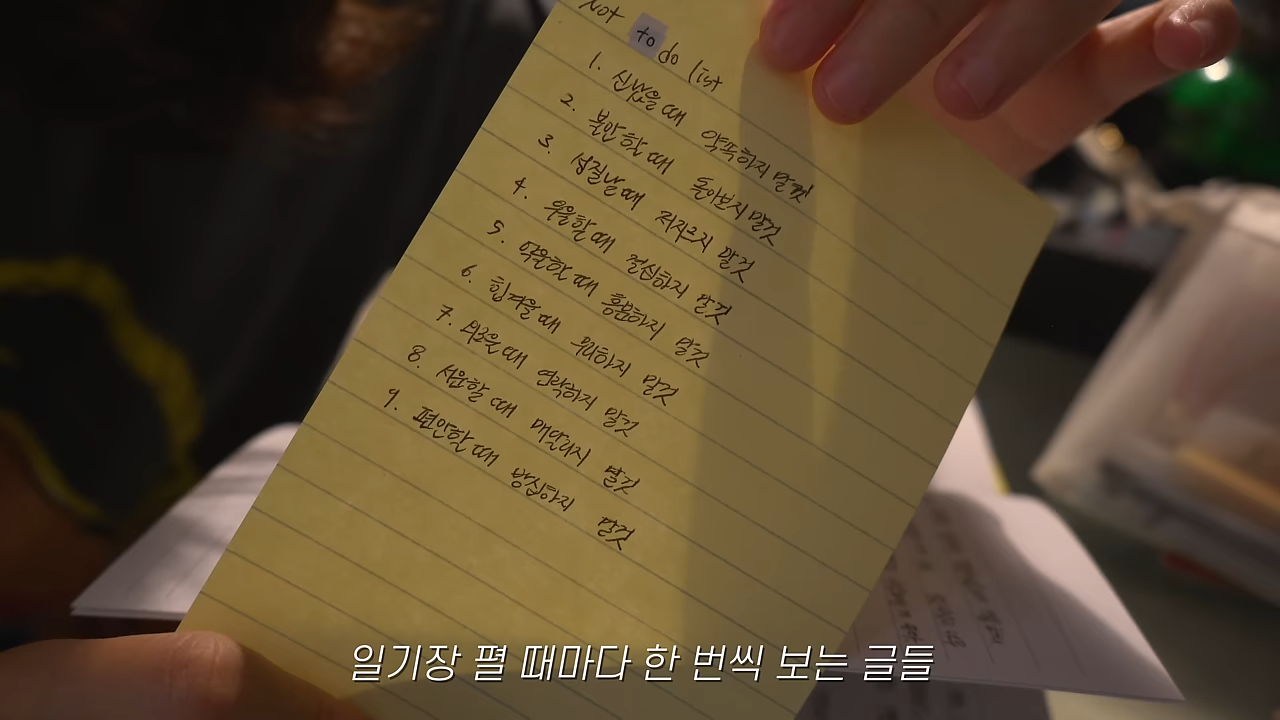 Not to do list
1. 신났을 때 약속하지 말것!
2. 불안할 때 돌아보지 말것
3. 성질날 때 저지르지 말것
4. 우울할 때 결심하지 말것
5. 억울할 때 흥분하지 말것
6. 힘겨울 때 무리하지 말것
7. 외로울 때 연락하지 말것
8. 서운할 때 매달리지 말것
9. 편안할 때 방심하지 말것
일기장 펼 때마다 한 번씩 보는 글들